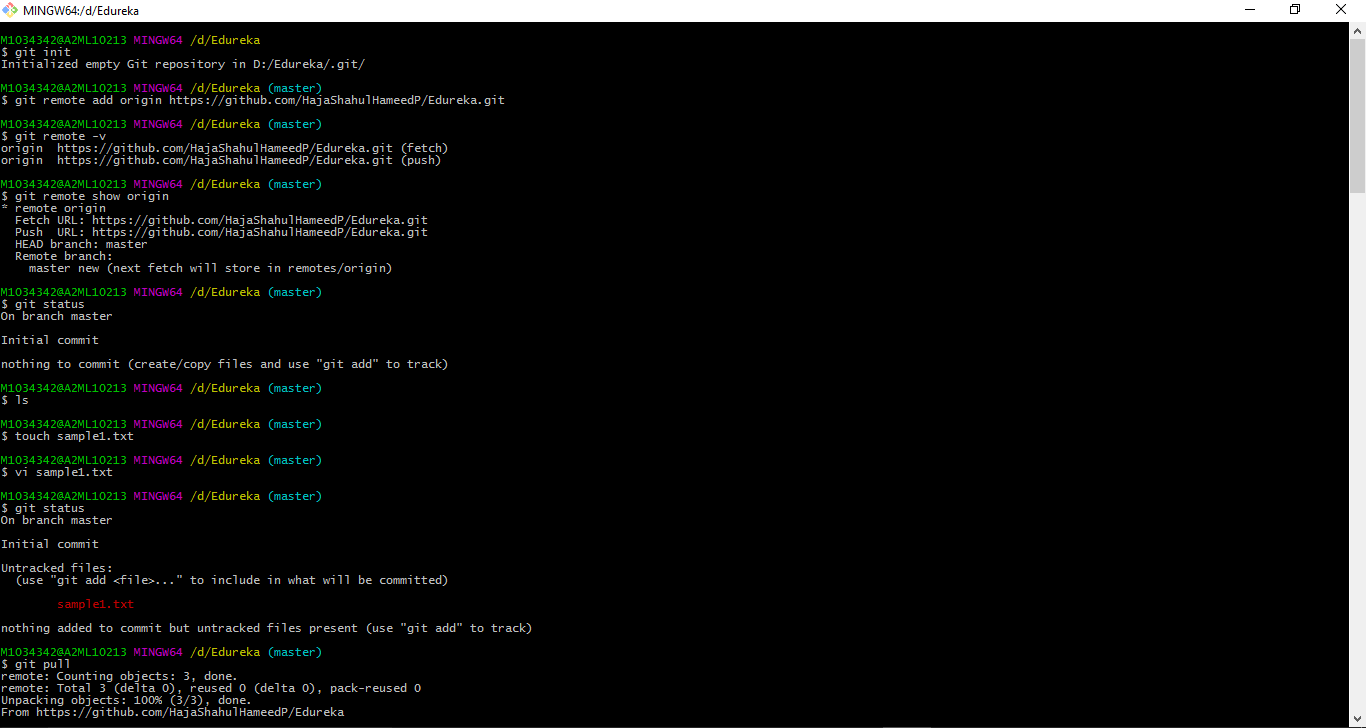 MINGW64:/d/Edureka
M1034342@A2ML10213 MINGW64 /d/Edureka
$ git init
Initialized empty Git repository in D:/Edureka/.git/
M1034342@A2ML10213 MINGW64 /d/Edureka (master)
$ git remote add origin https://github.com/HajaShahulHameedP/Edureka.git
M1034342@A2ML10213 MINGW64 /d/Edureka (master)
$ git remote -v
origin  https://github.com/HajaShahulHameedP/Edureka.git (fetch)
origin  https://github.com/HajaShahulHameedP/Edureka.git (push)
M1034342@A2ML10213 MINGW64 /d/Edureka (master)
$ git remote show origin
* remote origin
  Fetch URL: https://github.com/HajaShahulHameedP/Edureka.git
  Push  URL: https://github.com/HajaShahulHameedP/Edureka.git
  HEAD branch: master
  Remote branch:
    master new (next fetch will store in remotes/origin)
M1034342@A2ML10213 MINGW64 /d/Edureka (master)
$ git status
On branch master
Initial commit
nothing to commit (create/copy files and use "git add" to track)
M1034342@A2ML10213 MINGW64 /d/Edureka (master)
$ ls
M1034342@A2ML10213 MINGW64 /d/Edureka (master)
$ touch sample1.txt
M1034342@A2ML10213 MINGW64 /d/Edureka (master)
$ vi sample1.txt
M1034342@A2ML10213 MINGW64 /d/Edureka (master)
$ git status
On branch master
Initial commit
Untracked files:
  (use "git add <file>..." to include in what will be committed)
        sample1.txt
nothing added to commit but untracked files present (use "git add" to track)
M1034342@A2ML10213 MINGW64 /d/Edureka (master)
$ git pull
remote: Counting objects: 3, done.
remote: Total 3 (delta 0), reused 0 (delta 0), pack-reused 0
Unpacking objects: 100% (3/3), done.
From https://github.com/HajaShahulHameedP/Edureka